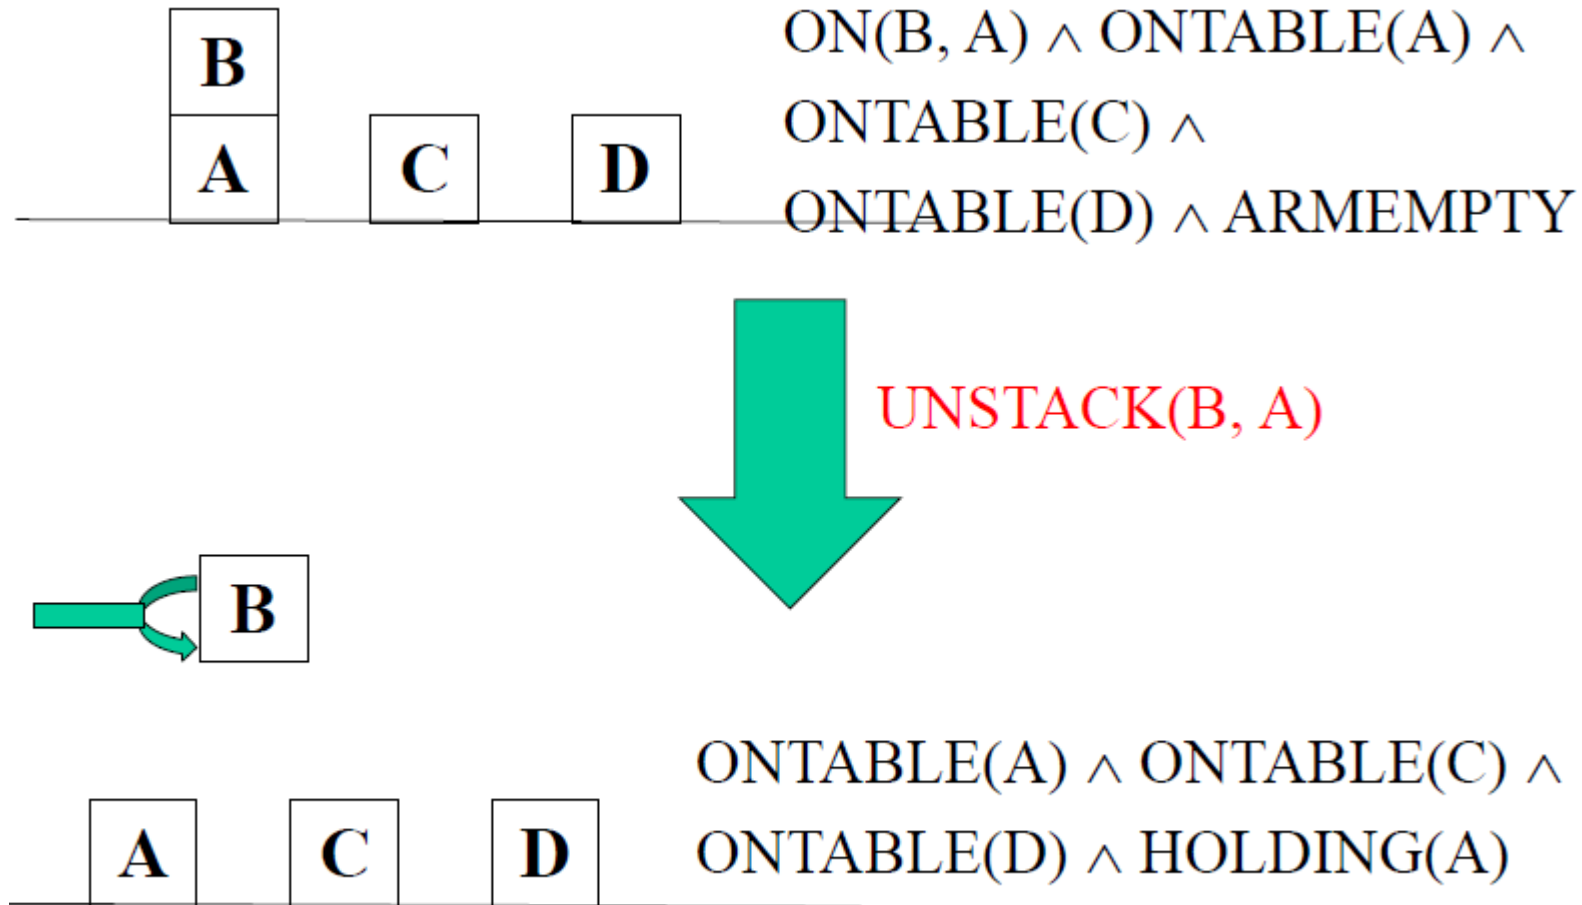 B
A
C
D
ON(B, A) ∧ ONTABLE(A) ∧
ONTABLE(C) ∧
ONTABLE(D) ∧ ARMEMPTY
UNSTACK(B, A)
B
A
C
D
ONTABLE(A) ∧ ONTABLE(C) ∧
ONTABLE(D) ∧ HOLDING(A)